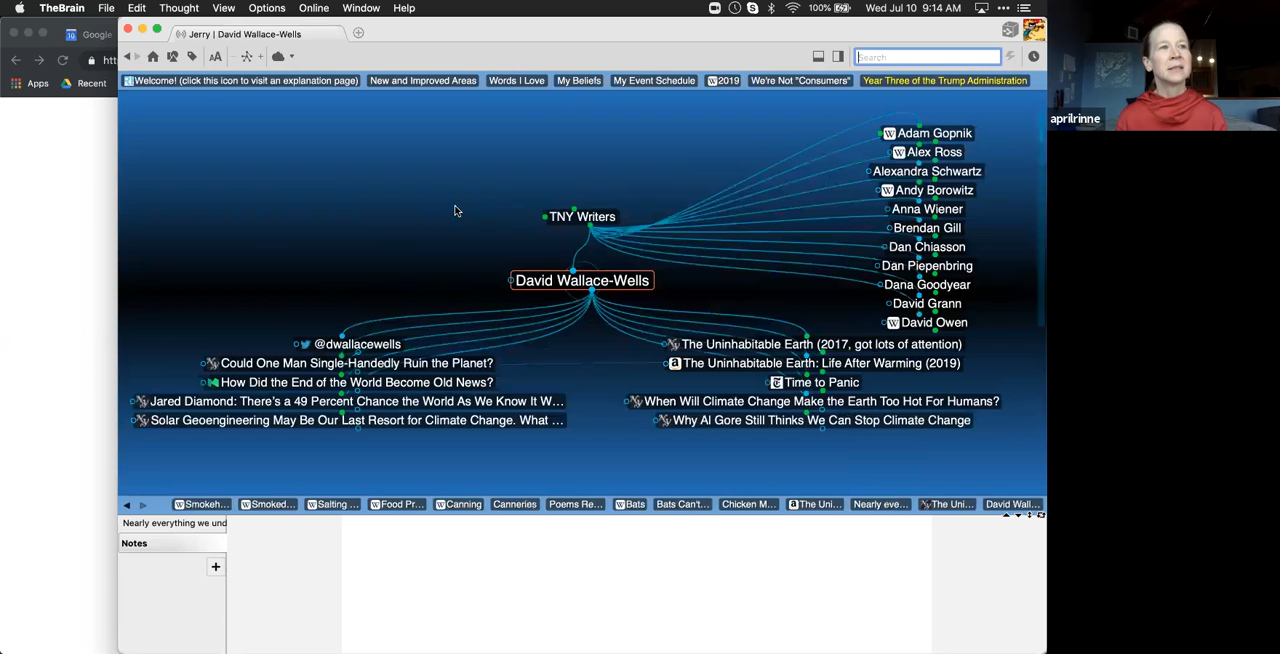 TheBrain File Edit Thought View Options Online Window Help 100% Wed Jul 10 9:14 AM
Jerry | David Wallace-Wells
Google
htt
Search
Apps Recent
Welcome! (click this icon to visit an explanation page) New and Improved Areas Words I Love My Beliefs My Event Schedule 2019 We're Not "Consumers" Year Three of the Trump Administration
aprilrinne
Adam Gopnik
Alex Ross
Alexandra Schwartz
Andy Borowitz
Anna Wiener
TNY Writers
Brendan Gill
Dan Chiasson
Dan Piepenbring
David Wallace-Wells
Dana Goodyear
David Grann
David Owen
@dwallacewells
The Uninhabitable Earth (2017, got lots of attention)
Could One Man Single-Handedly Ruin the Planet?
The Uninhabitable Earth: Life After Warming (2019)
How Did the End of the World Become Old News?
Time to Panic
Jared Diamond: There's a 49 Percent Chance the World As We Know It W...
When Will Climate Change Make the Earth Too Hot For Humans?
Solar Geoengineering May Be Our Last Resort for Climate Change. What ...
Why Al Gore Still Thinks We Can Stop Climate Change
Smokeh... Smoked... Salting ... Food Pr... Canning Canneries Poems Re... Bats Bats Can't... Chicken M... The Uni... Nearly eve... The Uni... David Wall...
Nearly everything we und
Notes